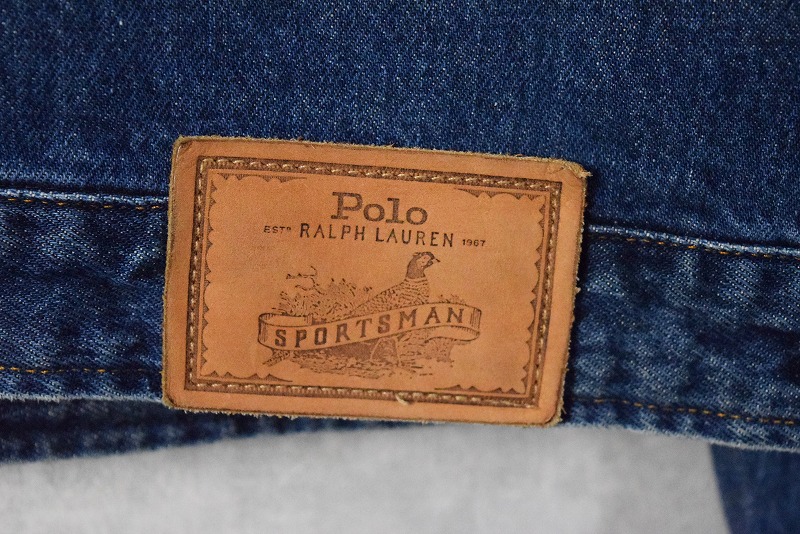 Polo
ESTD RALPH LAUREN 1967
SPORTSMAN